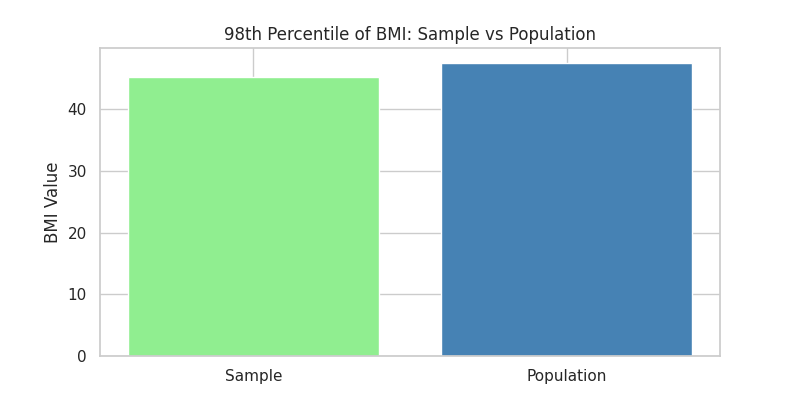 98th Percentile of BMI: Sample vs Population
BMI Value
40
30
20
10
0
Sample
Population